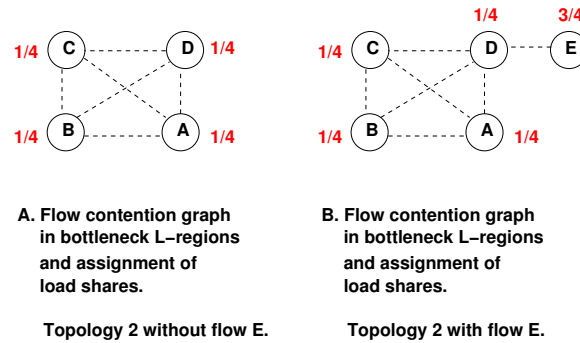 1/4 3/4
1/4 C D 1/4 1/4 C D E
1/4 B A 1/4 1/4 B A 1/4
A. Flow contention graph
in bottleneck L−regions
and assignment of
load shares.
Topology 2 without flow E.
B. Flow contention graph
in bottleneck L−regions
and assignment of
load shares.
Topology 2 with flow E.